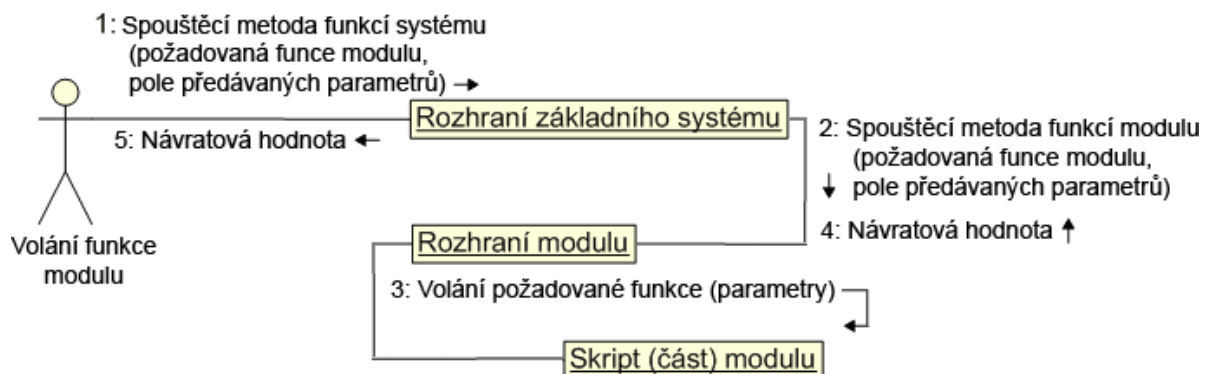 1: Spouštěcí metoda funkcí systému
(požadovaná funce modulu,
pole předávaných parametrů) →
Rozhraní základního systému
5: Návratová hodnota ←
2: Spouštěcí metoda funkcí modulu
(požadovaná funce modulu,
↓ pole předávaných parametrů)
4: Návratová hodnota ↑
Volání funkce
modulu
Rozhraní modulu
3: Volání požadované funkce (parametry)
Skript (část) modulu